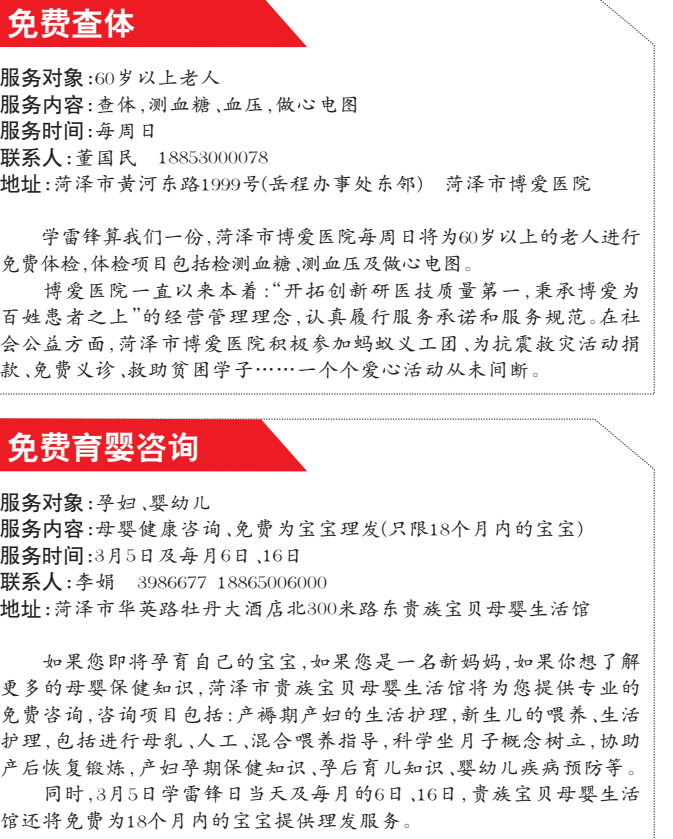 免费查体
服务对象:60岁以上老人
服务内容:查体,测血糖、血压,做心电图
服务时间:每周日
联系人:董国民 18853000078
地址:菏泽市黄河东路1999号(岳程办事处东邻) 菏泽市博爱医院
学雷锋算我们一份,菏泽市博爱医院每周日将为60岁以上的老人进行
免费体检,体检项目包括检测血糖、测血压及做心电图。
博爱医院一直以来本着:“开拓创新研医技质量第一,秉承博爱为
百姓患者之上”的经营管理理念,认真履行服务承诺和服务规范。在社
会公益方面,菏泽市博爱医院积极参加蚂蚁义工团、为抗震救灾活动捐
款、免费义诊、救助贫困学子……一个个爱心活动从未间断。
免费育婴咨询
服务对象:孕妇、婴幼儿
服务内容:母婴健康咨询、免费为宝宝理发(只限18个月内的宝宝)
服务时间:3月5日及每月6日、16日
联系人:李娟 3986677 18865006000
地址:菏泽市华英路牡丹大酒店北300米路东贵族宝贝母婴生活馆
如果您即将孕育自己的宝宝,如果您是一名新妈妈,如果你想了解
更多的母婴保健知识,菏泽市贵族宝贝母婴生活馆将为您提供专业的
免费咨询,咨询项目包括:产褥期产妇的生活护理,新生儿的喂养、生活
护理,包括进行母乳、人工、混合喂养指导,科学坐月子概念树立,协助
产后恢复锻炼,产妇孕期保健知识、孕后育儿知识、婴幼儿疾病预防等。
同时,3月5日学雷锋日当天及每月的6日、16日,贵族宝贝母婴生活
馆还将免费为18个月内的宝宝提供理发服务。